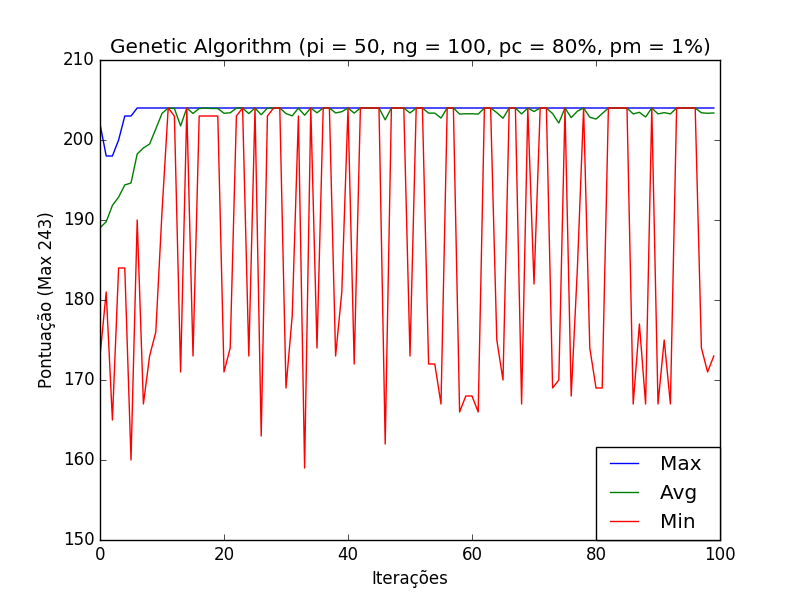 Genetic Algorithm (pi = 50, ng = 100, pc = 80%, pm = 1%)
210
200
190
180
170
160
150
Pontuação (Max 243)
Max
Avg
Min
0
20
40
60
80
100
Iterações